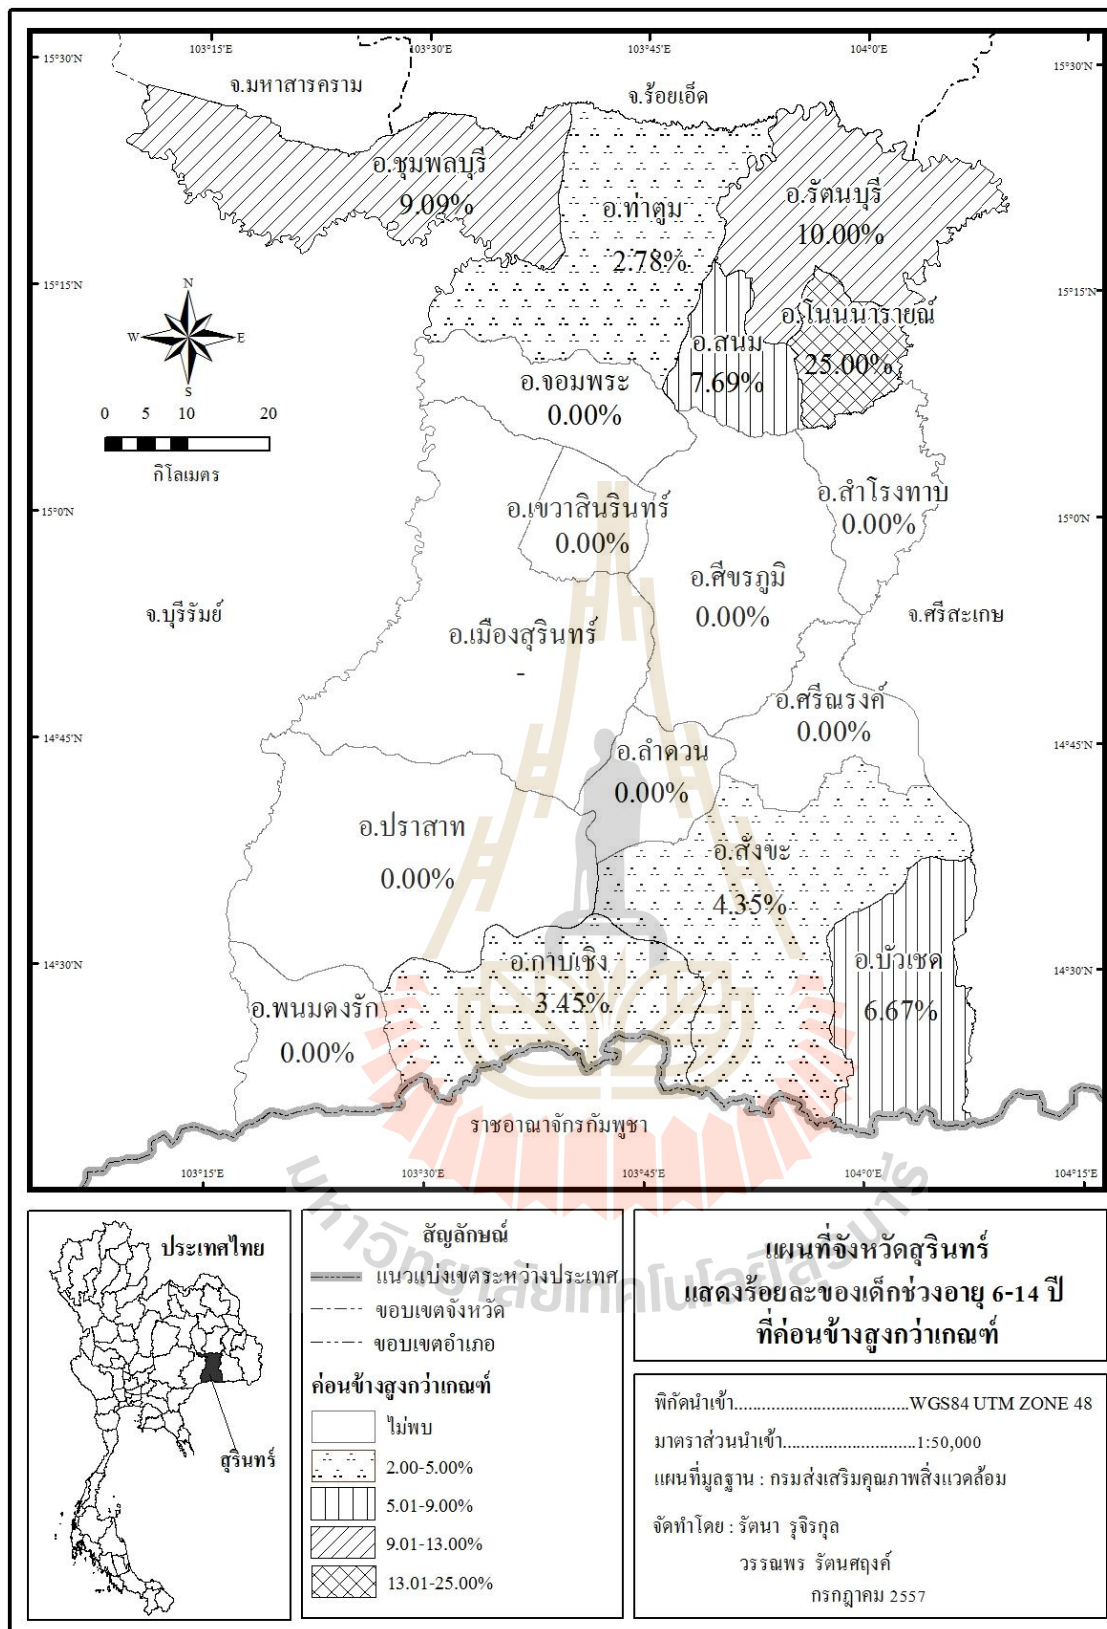 103°15'E 103°30'E 103°45'E 104°0'E
15°30'N 15°30'N
จ.มหาสารคราม
จ.ร้อยเอ็ด
อ.ชุมพลบุรี
9.09%
อ.ท่าตูม
2.78%
อ.รัตนบุรี
10.00%
15°15'N 15°15'N
N
W E
S
อ.โนนนารายณ์
25.00%
อ.สนม
7.69%
อ.จอมพระ
0.00%
0 5 10 20
กิโลเมตร
อ.สำโรงทาบ
0.00%
อ.เขวาสินรินทร์
0.00%
15°0'N 15°0'N
อ.ศีขรภูมิ
0.00%
จ.บุรีรัมย์
จ.ศรีสะเกษ
อ.เมืองสุรินทร์
-
อ.ศรีณรงค์
0.00%
14°45'N 14°45'N
อ.ลำดวน
0.00%
อ.ปราสาท
0.00%
อ.สังขะ
4.35%
14°30'N 14°30'N
อ.กาบเชิง
3.45%
อ.บัวเชด
6.67%
อ.พนมดงรัก
0.00%
ราชอาณาจักรกัมพูชา
103°15'E 103°30'E 103°45'E 104°0'E 104°15'E
มหาวิทยาลัยเทคโนโลยีสุรนารี
ประเทศไทย
สุรินทร์
สัญลักษณ์
แนวแบ่งเขตระหว่างประเทศ
ขอบเขตจังหวัด
ขอบเขตอำเภอ
ค่อนข้างสูงกว่าเกณฑ์
ไม่พบ
2.00-5.00%
5.01-9.00%
9.01-13.00%
13.01-25.00%
แผนที่จังหวัดสุรินทร์
แสดงร้อยละของเด็กช่วงอายุ 6-14 ปี
ที่ค่อนข้างสูงกว่าเกณฑ์
พิกัดนำเข้า....................................WGS84 UTM ZONE 48
มาตราส่วนนำเข้า...........................1:50,000
แผนที่มูลฐาน : กรมส่งเสริมคุณภาพสิ่งแวดล้อม
จัดทำโดย : รัตนา รุจิรกุล
วรรณพร รัตนศฤงค์
กรกฎาคม 2557